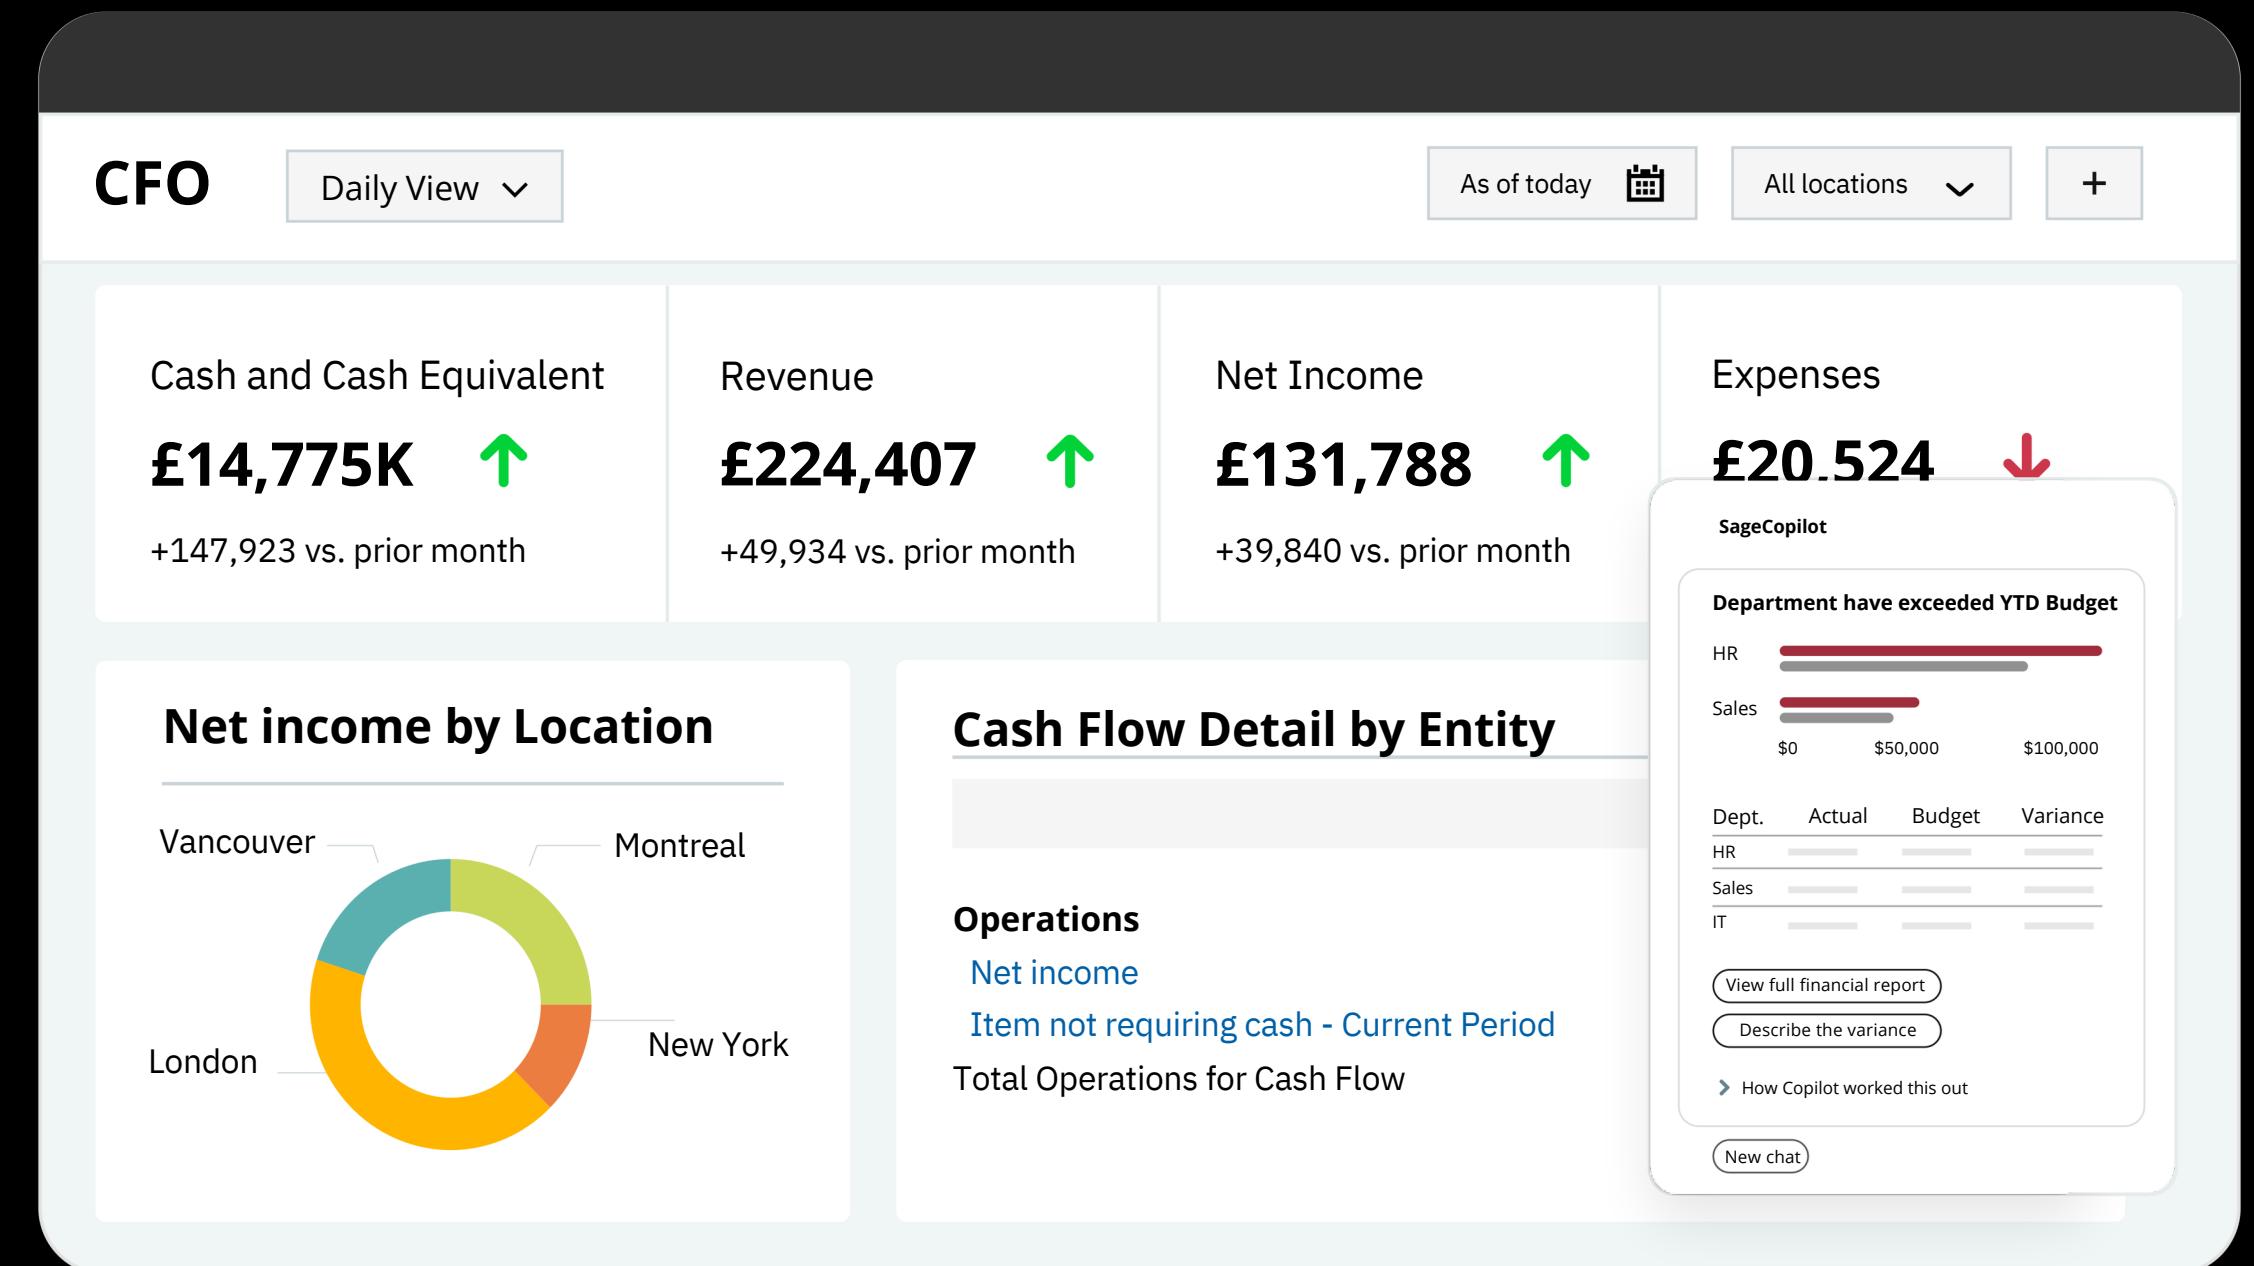 CFO
Daily View
As of today
All locations
+
Cash and Cash Equivalent
£14,775K
+147,923 vs. prior month
Revenue
£224,407
+49,934 vs. prior month
Net Income
£131,788
+39,840 vs. prior month
Expenses
£20,524
Net income by Location
Vancouver
Montreal
New York
London
Cash Flow Detail by Entity
Operations
Net income
Item not requiring cash - Current Period
Total Operations for Cash Flow
SageCopilot
Department have exceeded YTD Budget
HR
Sales
$0 $50,000 $100,000
Dept. Actual Budget Variance
HR
Sales
IT
View full financial report
Describe the variance
How Copilot worked this out
New chat